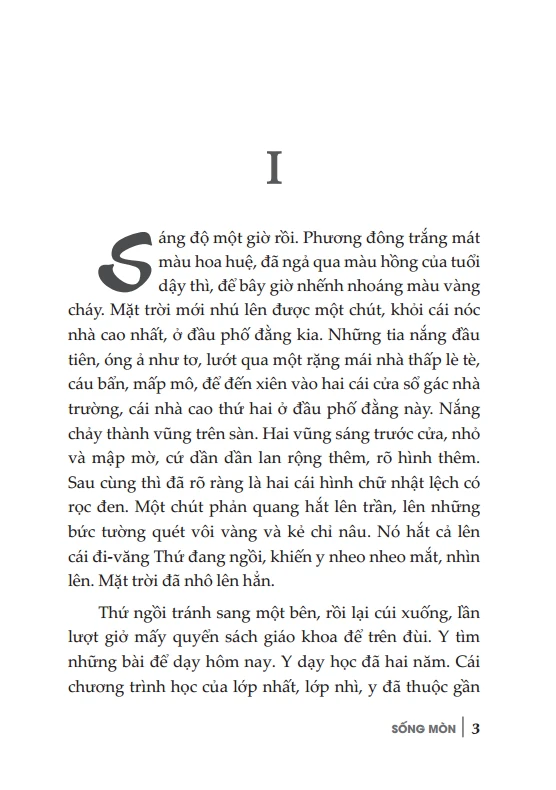 I
Sáng độ một giờ rồi. Phương đông trắng mát
màu hoa huệ, đã ngả qua màu hồng của tuổi
dậy thì, để bây giờ nhếnh nhoáng màu vàng
cháy. Mặt trời mới nhú lên được một chút, khỏi cái nóc
nhà cao nhất, ở đầu phố đằng kia. Những tia nắng đầu
tiên, óng ả như tơ, lướt qua một rặng mái nhà thấp lè tè,
cáu bẩn, mấp mô, để đến xiên vào hai cái cửa sổ gác nhà
trường, cái nhà cao thứ hai ở đầu phố đằng này. Nắng
chảy thành vũng trên sàn. Hai vũng sáng trước cửa, nhỏ
và mập mờ, cứ dần dần lan rộng thêm, rõ hình thêm.
Sau cùng thì đã rõ ràng là hai cái hình chữ nhật lệch có
rọc đen. Một chút phản quang hắt lên trần, lên những
bức tường quét vôi vàng và kẻ chỉ nâu. Nó hắt cả lên
cái đi-văng Thứ đang ngồi, khiến y nheo nheo mắt, nhìn
lên. Mặt trời đã nhô lên hẳn.
Thứ ngồi tránh sang một bên, rồi lại cúi xuống, lần
lượt giở mấy quyển sách giáo khoa để trên đùi. Y tìm
những bài để dạy hôm nay. Y dạy học đã hai năm. Cái
chương trình học của lớp nhất, lớp nhì, y đã thuộc gần
SỐNG MÒN | 3